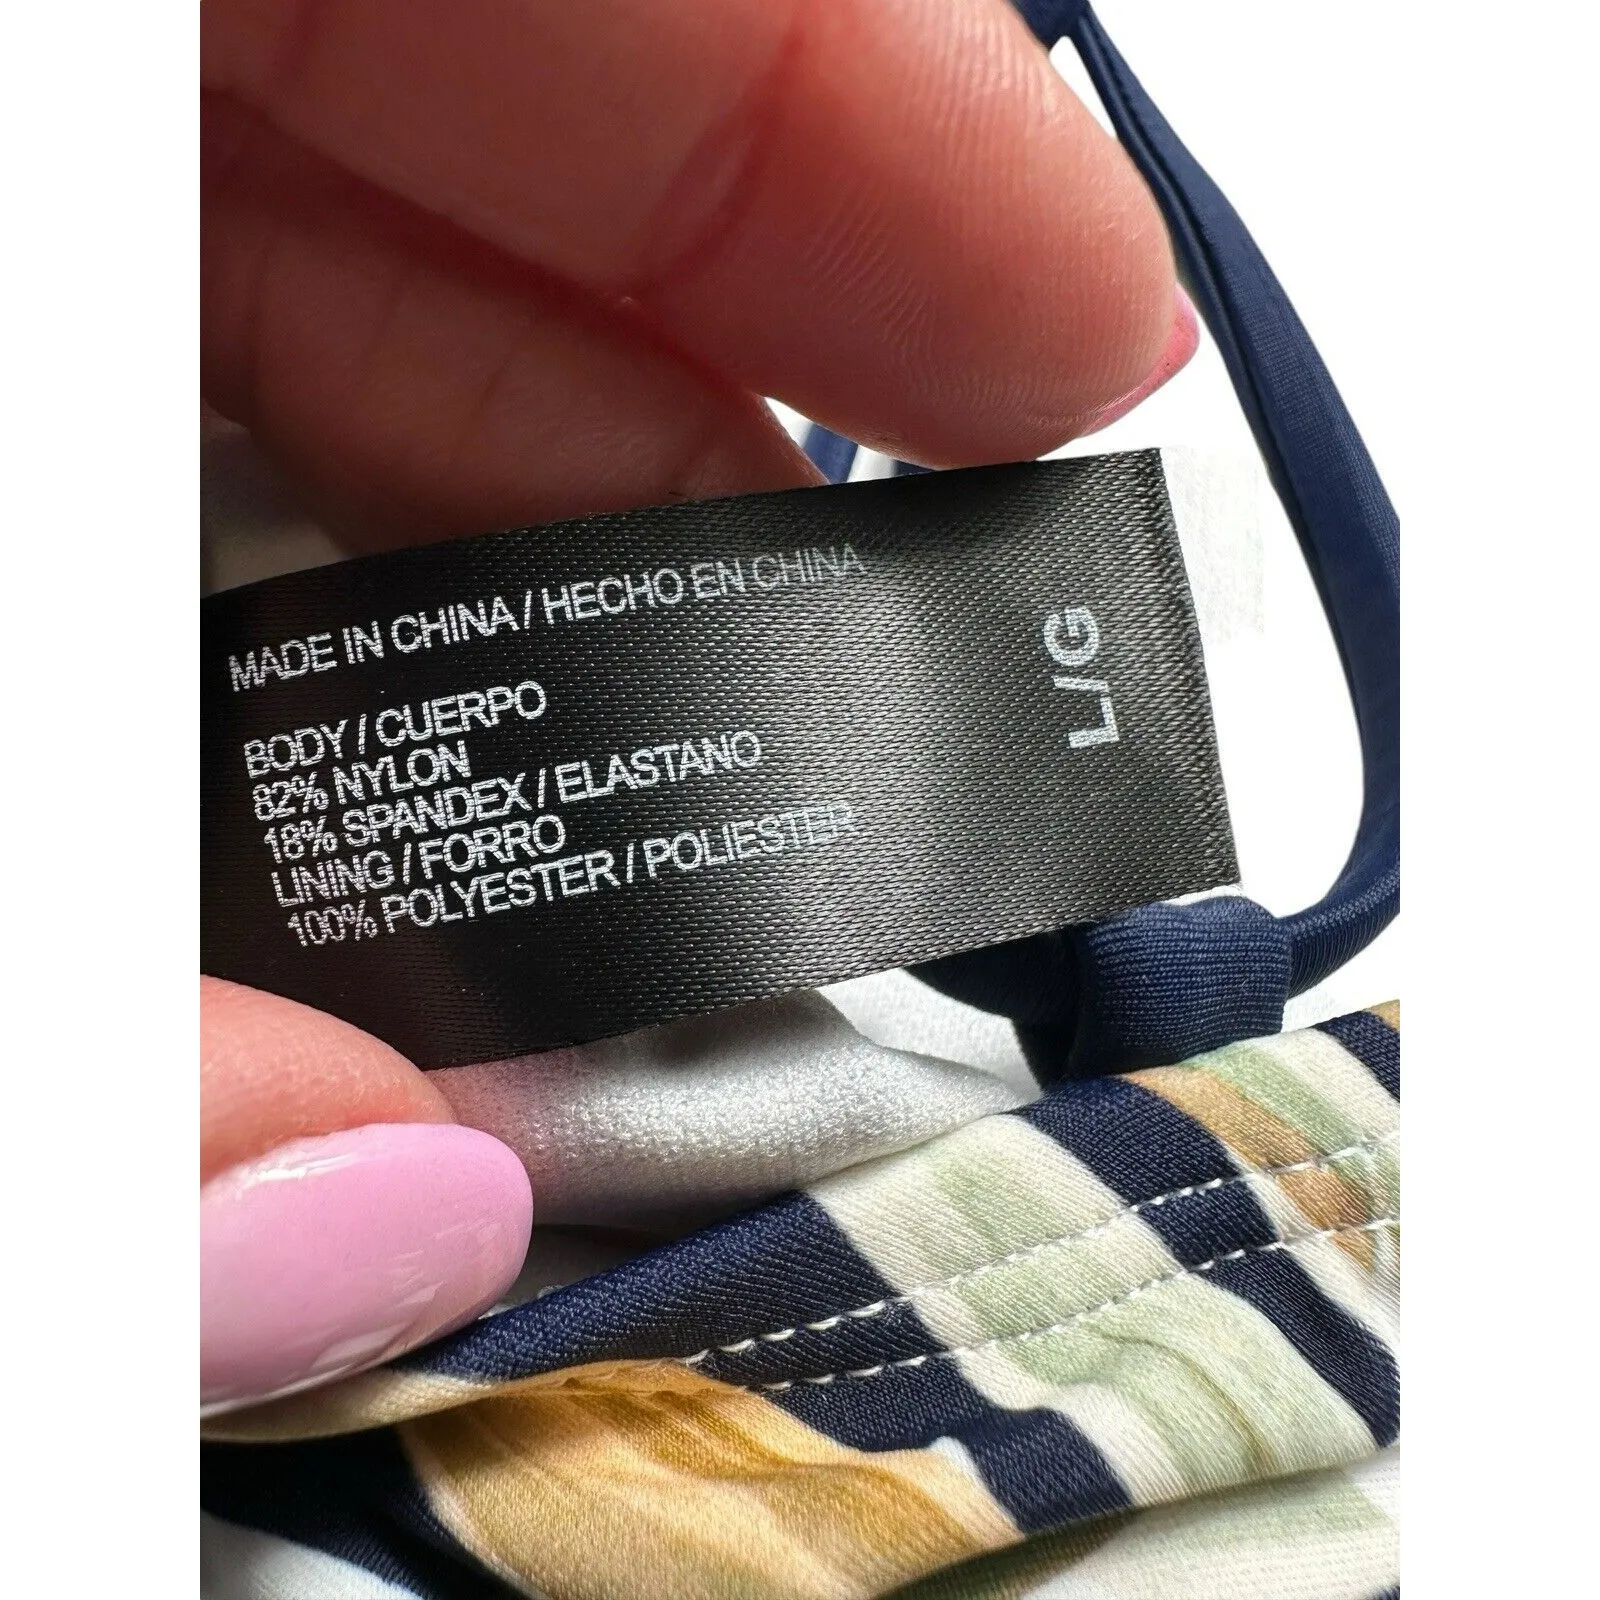 MADE IN CHINA / HECHO EN CHINA
BODY / CUERPO
82% NYLON
18% SPANDEX / ELASTANO
LINING / FORRO
100% POLYESTER / POLIESTER
L/G